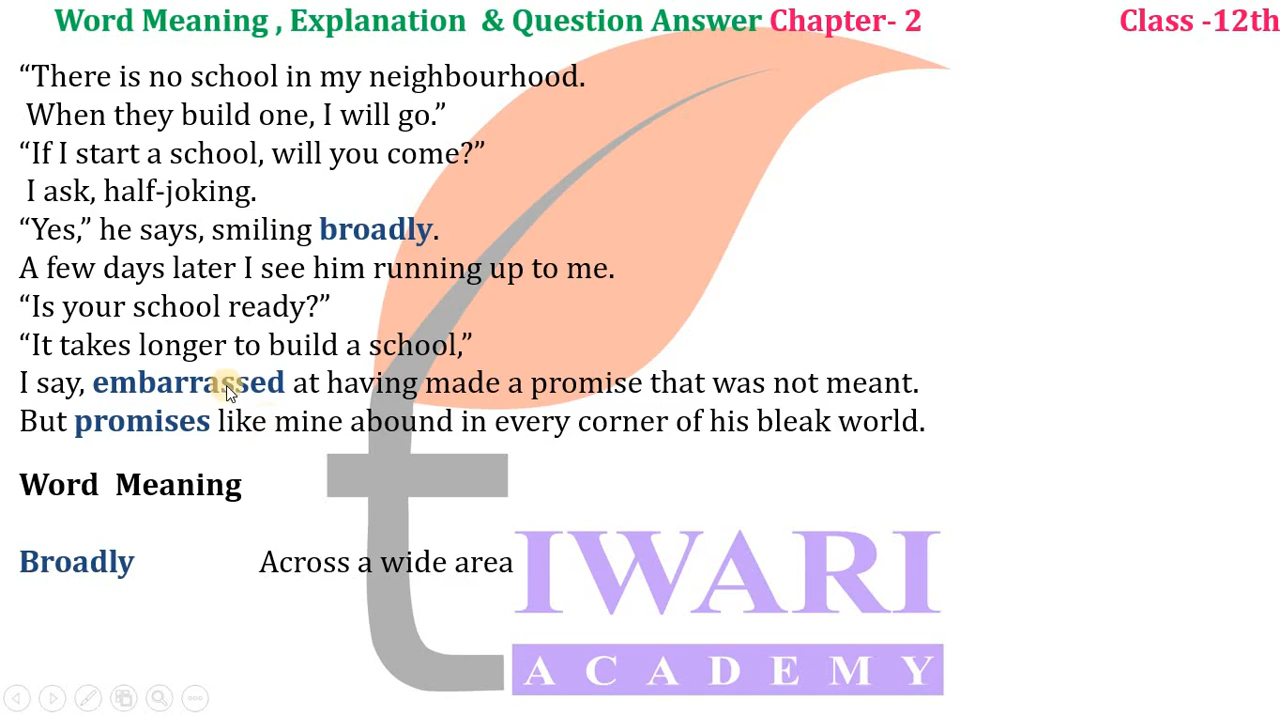 Word Meaning , Explanation & Question Answer Chapter- 2 Class -12th
“There is no school in my neighbourhood.
When they build one, I will go.”
“If I start a school, will you come?”
I ask, half-joking.
“Yes,” he says, smiling broadly.
A few days later I see him running up to me.
“Is your school ready?”
“It takes longer to build a school,”
I say, embarrassed at having made a promise that was not meant.
But promises like mine abound in every corner of his bleak world.
Word Meaning
Broadly Across a wide area
tIWARI
ACADEMY